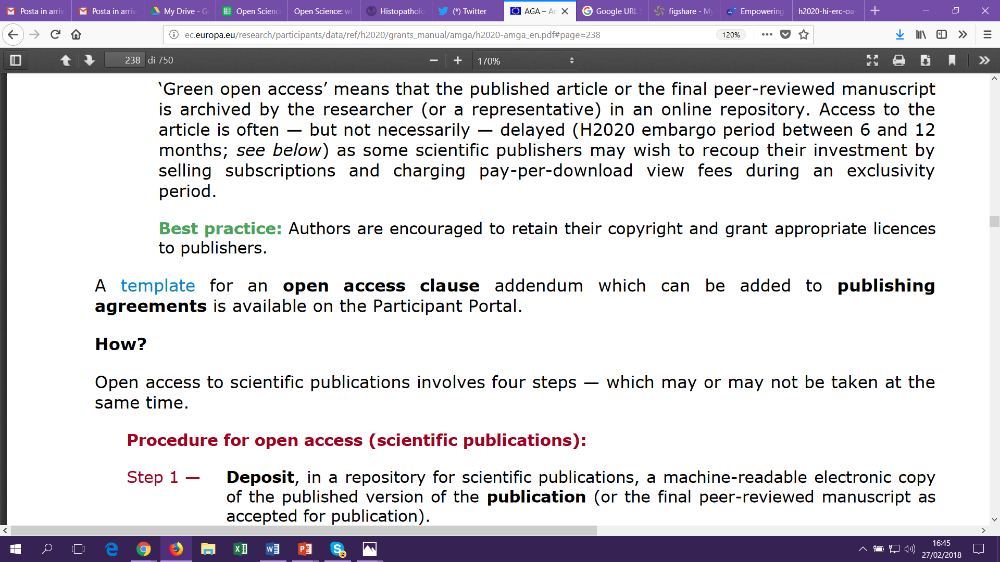 Posta in arriv
Posta in arriv
My Drive - Go
Open Science
Open Science: wh
Histopatholo
(*) Twitter
AGA – An
Google URL S
figshare - My
Empowering
h2020-hi-erc-oa-
ec.europa.eu/research/participants/data/ref/h2020/grants_manual/amga/h2020-amga_en.pdf#page=238
120%
238 di 750
170%
‘Green open access’ means that the published article or the final peer-reviewed manuscript
is archived by the researcher (or a representative) in an online repository. Access to the
article is often — but not necessarily — delayed (H2020 embargo period between 6 and 12
months; see below) as some scientific publishers may wish to recoup their investment by
selling subscriptions and charging pay-per-download view fees during an exclusivity
period.
Best practice: Authors are encouraged to retain their copyright and grant appropriate licences
to publishers.
A template for an open access clause addendum which can be added to publishing
agreements is available on the Participant Portal.
How?
Open access to scientific publications involves four steps — which may or may not be taken at the
same time.
Procedure for open access (scientific publications):
Step 1 — Deposit, in a repository for scientific publications, a machine-readable electronic copy
of the published version of the publication (or the final peer-reviewed manuscript as
accepted for publication).
2
16:45
27/02/2018